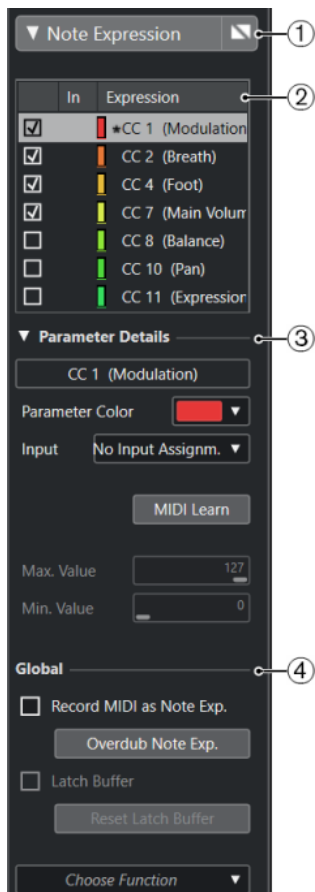 ▼ Note Expression
1
In Expression
2
★CC 1 (Modulation
CC 2 (Breath)
CC 4 (Foot)
CC 7 (Main Volum
CC 8 (Balance)
CC 10 (Pan)
CC 11 (Expression
▼ Parameter Details
3
CC 1 (Modulation)
Parameter Color
Input No Input Assignm. ▼
MIDI Learn
Max. Value 127
Min. Value 0
Global
4
Record MIDI as Note Exp.
Overdub Note Exp.
Latch Buffer
Reset Latch Buffer
Choose Function ▼